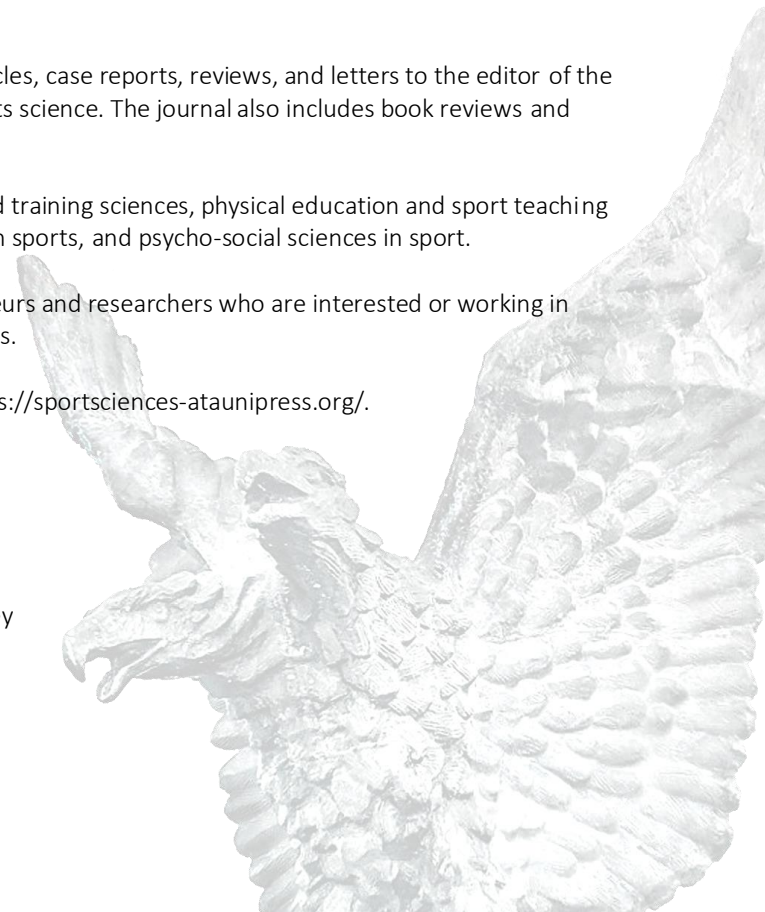 cles, case reports, reviews, and letters to the editor of the
ts science. The journal also includes book reviews and
d training sciences, physical education and sport teaching
n sports, and psycho-social sciences in sport.
eurs and researchers who are interested or working in
s.
s://sportsciences-ataunipress.org/.
y